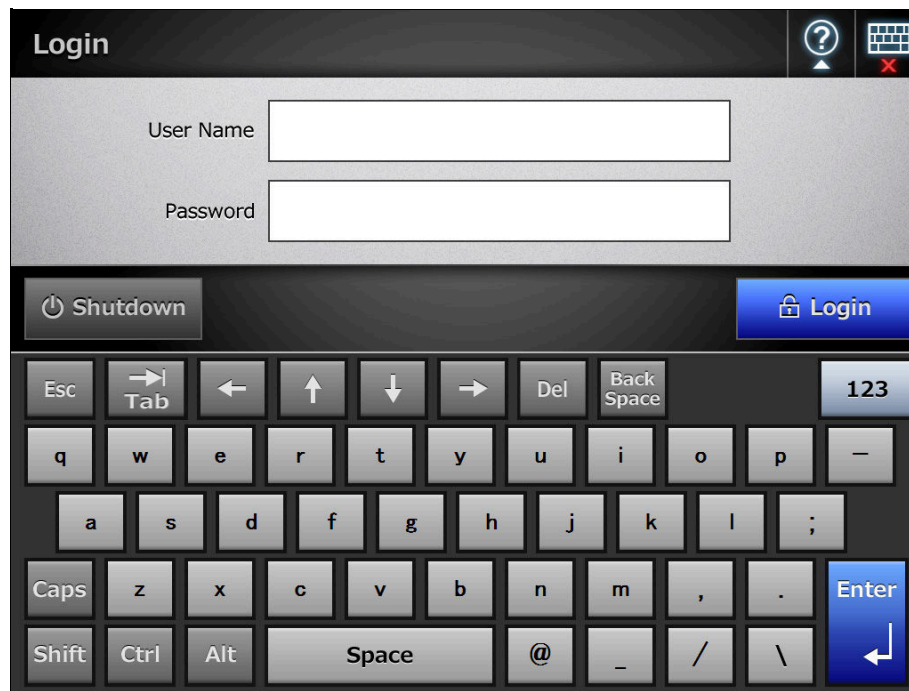 Login
?
User Name
Password
Shutdown
Login
Esc Tab Del Back Space 123
q w e r t y u i o p –
a s d f g h j k l ;
Caps z x c v b n m , . Enter
Shift Ctrl Alt Space @ _ / \